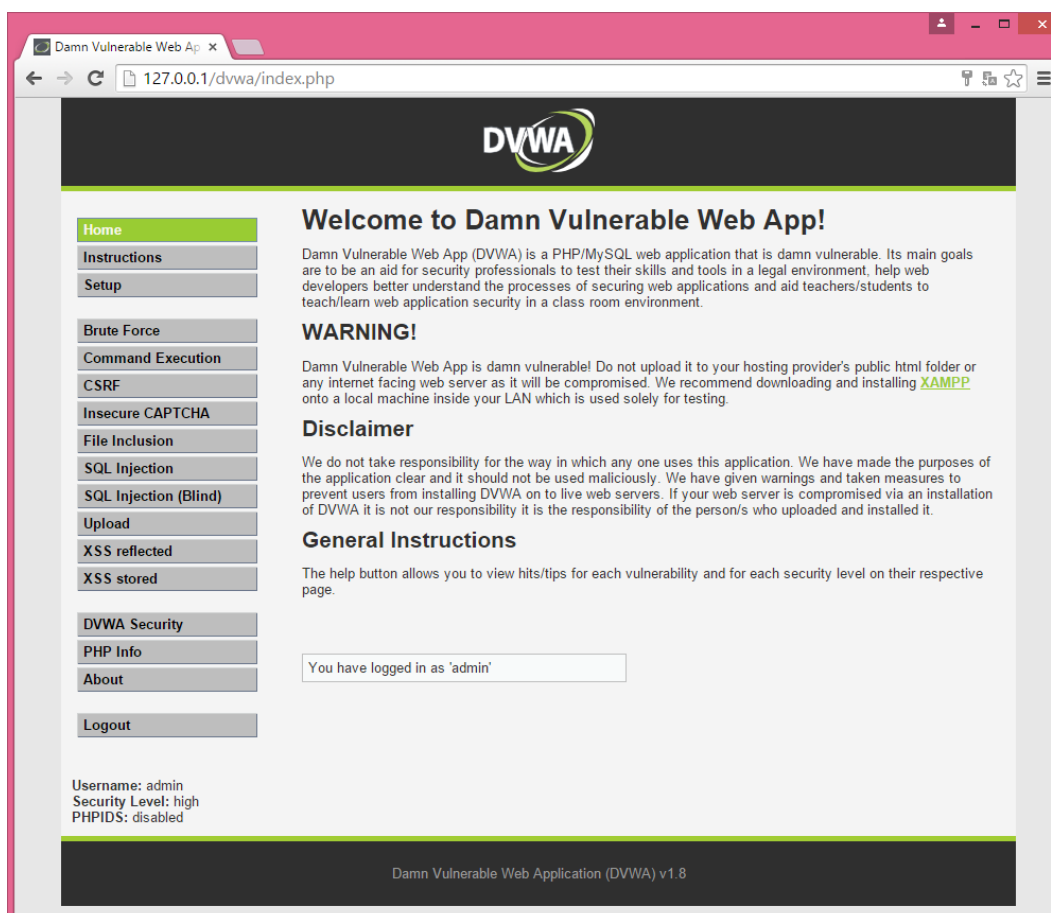 Damn Vulnerable Web Ap
127.0.0.1/dvwa/index.php
DVWA
Home
Instructions
Setup
Brute Force
Command Execution
CSRF
Insecure CAPTCHA
File Inclusion
SQL Injection
SQL Injection (Blind)
Upload
XSS reflected
XSS stored
DVWA Security
PHP Info
About
Logout
Username: admin
Security Level: high
PHPIDS: disabled
Welcome to Damn Vulnerable Web App!
Damn Vulnerable Web App (DVWA) is a PHP/MySQL web application that is damn vulnerable. Its main goals
are to be an aid for security professionals to test their skills and tools in a legal environment, help web
developers better understand the processes of securing web applications and aid teachers/students to
teach/learn web application security in a class room environment.
WARNING!
Damn Vulnerable Web App is damn vulnerable! Do not upload it to your hosting provider's public html folder or
any internet facing web server as it will be compromised. We recommend downloading and installing XAMPP
onto a local machine inside your LAN which is used solely for testing.
Disclaimer
We do not take responsibility for the way in which any one uses this application. We have made the purposes of
the application clear and it should not be used maliciously. We have given warnings and taken measures to
prevent users from installing DVWA on to live web servers. If your web server is compromised via an installation
of DVWA it is not our responsibility it is the responsibility of the person/s who uploaded and installed it.
General Instructions
The help button allows you to view hits/tips for each vulnerability and for each security level on their respective
page.
You have logged in as 'admin'
Damn Vulnerable Web Application (DVWA) v1.8